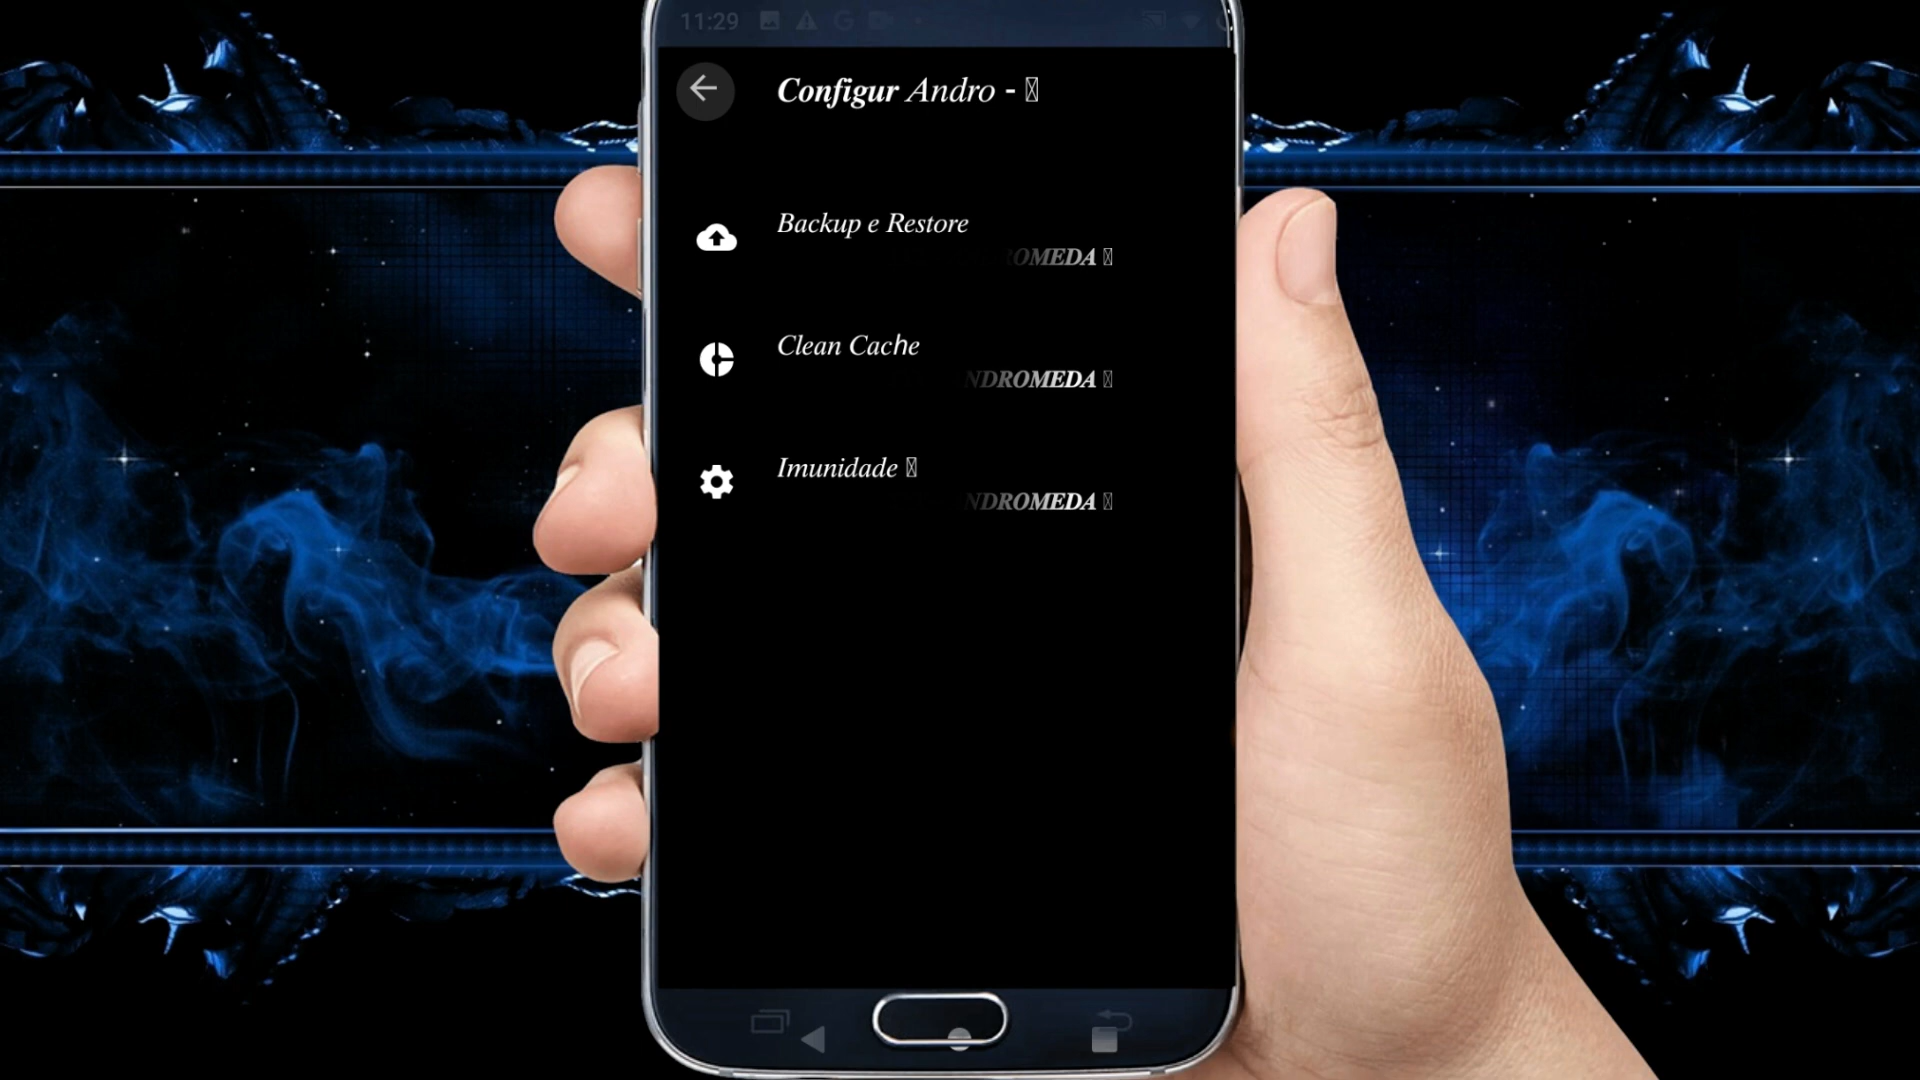 11:29
Configur Andro -
Backup e Restore
OMEDA
Clean Cache
NDROMEDA
Imunidade
NDROMEDA